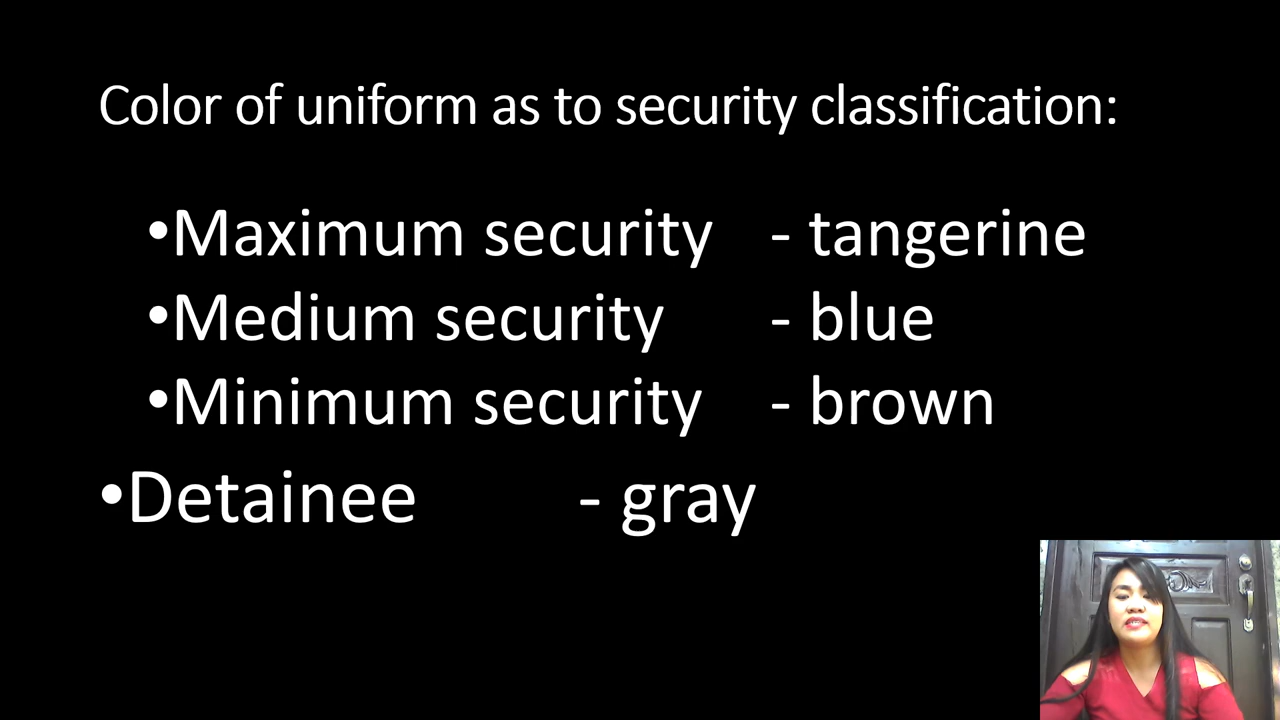 Color of uniform as to security classification:
•Maximum security - tangerine
•Medium security - blue
•Minimum security - brown
•Detainee - gray